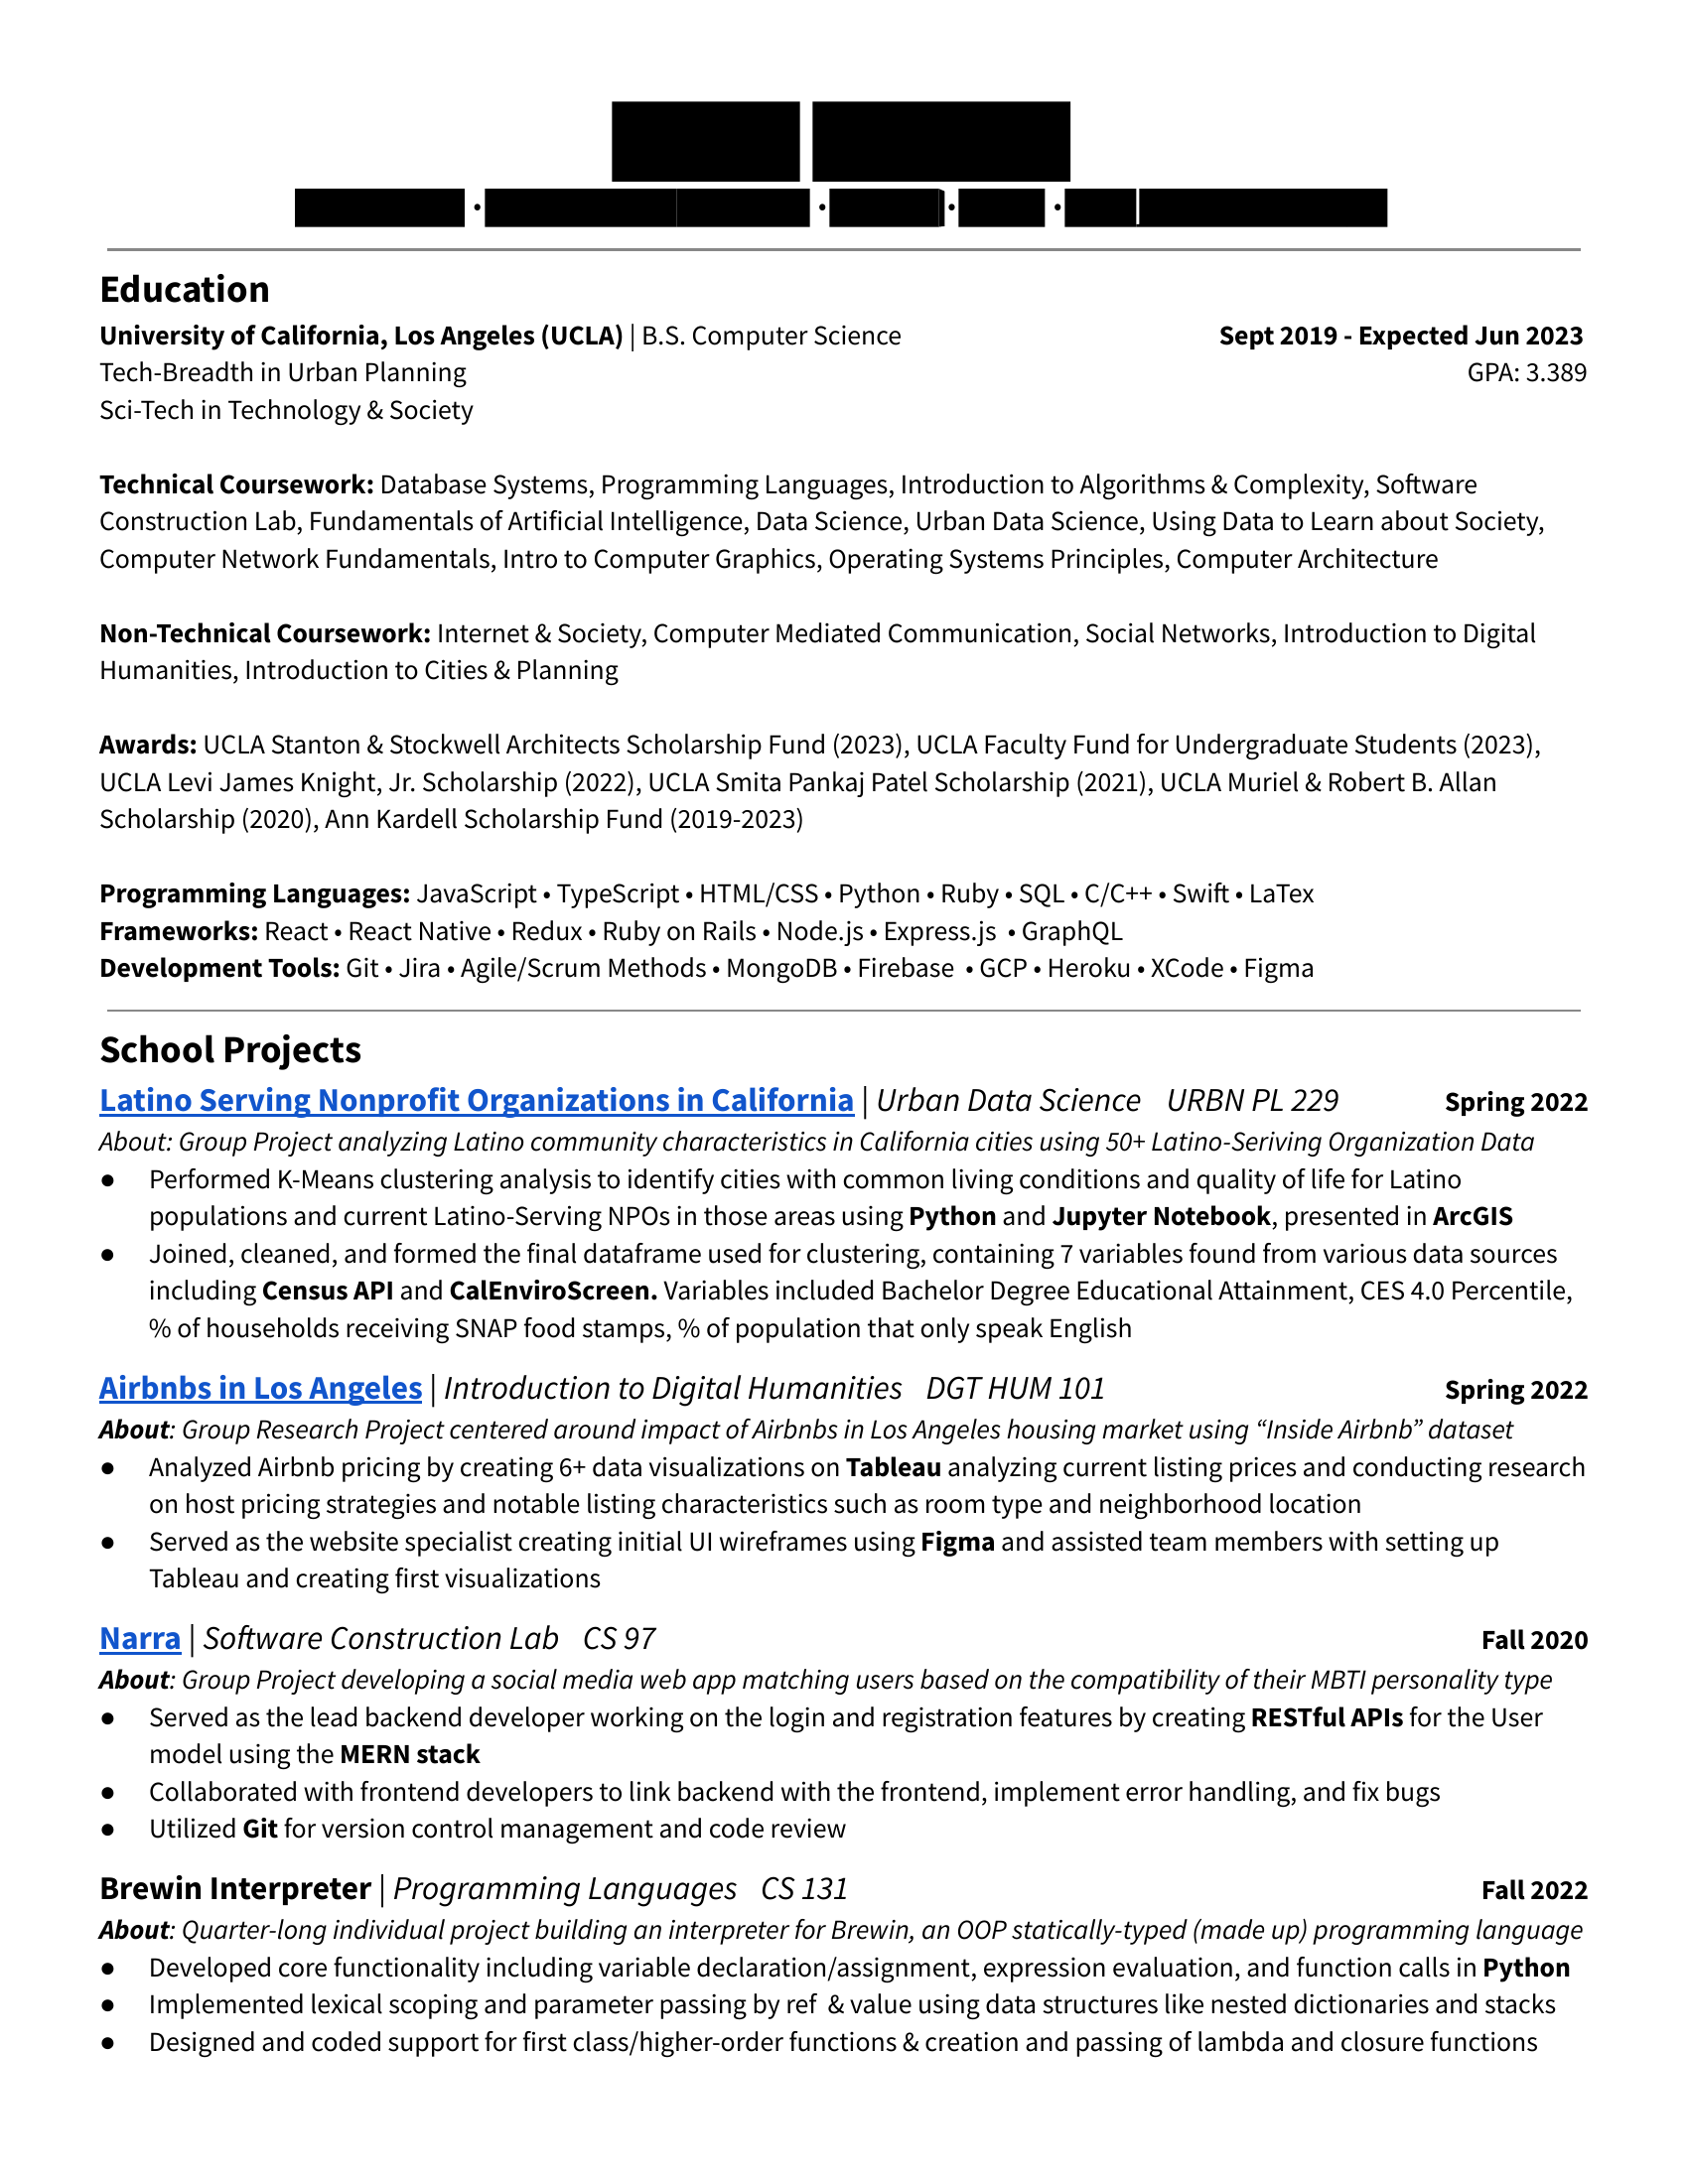 Education
University of California, Los Angeles (UCLA) | B.S. Computer Science Sept 2019 - Expected Jun 2023
Tech-Breadth in Urban Planning GPA: 3.389
Sci-Tech in Technology & Society
Technical Coursework: Database Systems, Programming Languages, Introduction to Algorithms & Complexity, Software
Construction Lab, Fundamentals of Artificial Intelligence, Data Science, Urban Data Science, Using Data to Learn about Society,
Computer Network Fundamentals, Intro to Computer Graphics, Operating Systems Principles, Computer Architecture
Non-Technical Coursework: Internet & Society, Computer Mediated Communication, Social Networks, Introduction to Digital
Humanities, Introduction to Cities & Planning
Awards: UCLA Stanton & Stockwell Architects Scholarship Fund (2023), UCLA Faculty Fund for Undergraduate Students (2023),
UCLA Levi James Knight, Jr. Scholarship (2022), UCLA Smita Pankaj Patel Scholarship (2021), UCLA Muriel & Robert B. Allan
Scholarship (2020), Ann Kardell Scholarship Fund (2019-2023)
Programming Languages: JavaScript • TypeScript • HTML/CSS • Python • Ruby • SQL • C/C++ • Swift • LaTex
Frameworks: React • React Native • Redux • Ruby on Rails • Node.js • Express.js • GraphQL
Development Tools: Git • Jira • Agile/Scrum Methods • MongoDB • Firebase • GCP • Heroku • XCode • Figma
School Projects
Latino Serving Nonprofit Organizations in California | Urban Data Science URBN PL 229 Spring 2022
About: Group Project analyzing Latino community characteristics in California cities using 50+ Latino-Seriving Organization Data
● Performed K-Means clustering analysis to identify cities with common living conditions and quality of life for Latino
populations and current Latino-Serving NPOs in those areas using Python and Jupyter Notebook, presented in ArcGIS
● Joined, cleaned, and formed the final dataframe used for clustering, containing 7 variables found from various data sources
including Census API and CalEnviroScreen. Variables included Bachelor Degree Educational Attainment, CES 4.0 Percentile,
% of households receiving SNAP food stamps, % of population that only speak English
Airbnbs in Los Angeles | Introduction to Digital Humanities DGT HUM 101 Spring 2022
About: Group Research Project centered around impact of Airbnbs in Los Angeles housing market using “Inside Airbnb” dataset
● Analyzed Airbnb pricing by creating 6+ data visualizations on Tableau analyzing current listing prices and conducting research
on host pricing strategies and notable listing characteristics such as room type and neighborhood location
● Served as the website specialist creating initial UI wireframes using Figma and assisted team members with setting up
Tableau and creating first visualizations
Narra | Software Construction Lab CS 97 Fall 2020
About: Group Project developing a social media web app matching users based on the compatibility of their MBTI personality type
● Served as the lead backend developer working on the login and registration features by creating RESTful APIs for the User
model using the MERN stack
● Collaborated with frontend developers to link backend with the frontend, implement error handling, and fix bugs
● Utilized Git for version control management and code review
Brewin Interpreter | Programming Languages CS 131 Fall 2022
About: Quarter-long individual project building an interpreter for Brewin, an OOP statically-typed (made up) programming language
● Developed core functionality including variable declaration/assignment, expression evaluation, and function calls in Python
● Implemented lexical scoping and parameter passing by ref & value using data structures like nested dictionaries and stacks
● Designed and coded support for first class/higher-order functions & creation and passing of lambda and closure functions